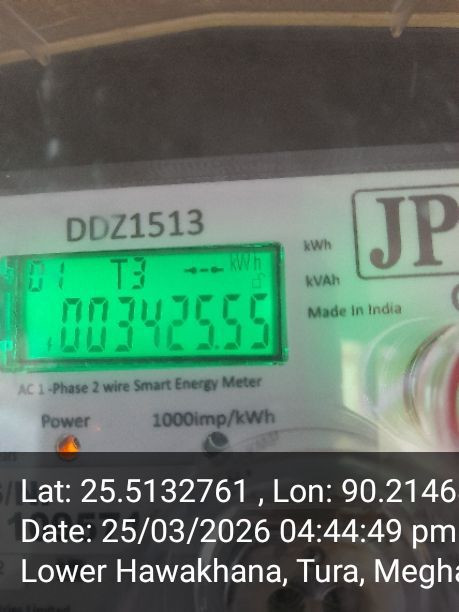 DDZ1513
JP
kWh
kVAh
Made In India
01 T3 kWh
003425.55
AC 1-Phase 2 wire Smart Energy Meter
Power
1000imp/kWh
Lat: 25.5132761 , Lon: 90.2146
Date: 25/03/2026 04:44:49 pm
Lower Hawakhana, Tura, Megha